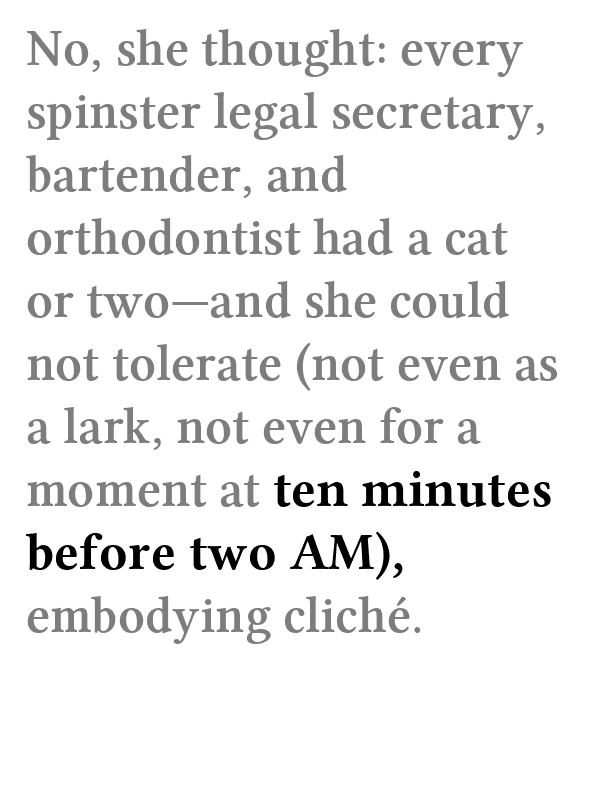 No, she thought: every
spinster legal secretary,
bartender, and
orthodontist had a cat
or two—and she could
not tolerate (not even as
a lark, not even for a
moment at ten minutes
before two AM),
embodying cliché.